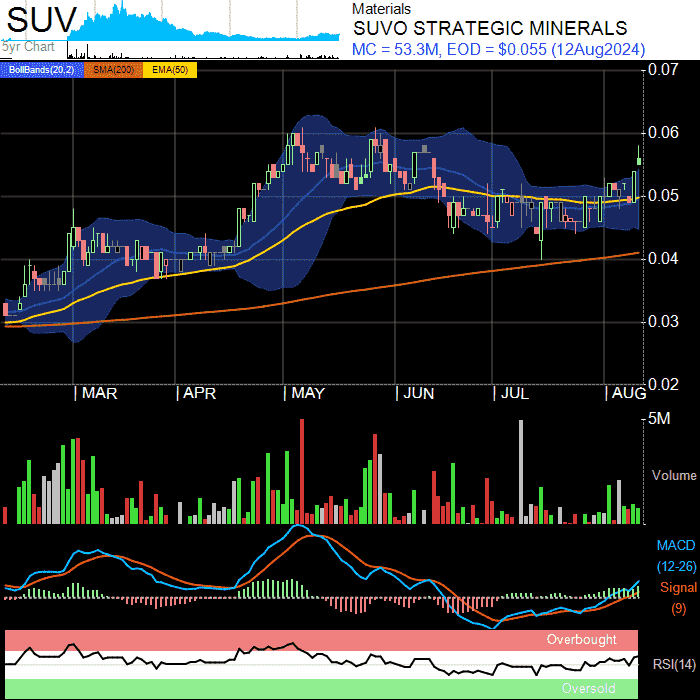 SUV
5yr Chart
Materials
SUVO STRATEGIC MINERALS
MC = 53.3M, EOD = $0.055 (12Aug2024)
BollBands(20,2) SMA(200) EMA(50)
0.07
0.06
0.05
0.04
0.03
0.02
| MAR | APR | MAY | JUN | JUL | AUG
5M
Volume
MACD
(12-26)
Signal
(9)
Overbought
RSI(14)
Oversold